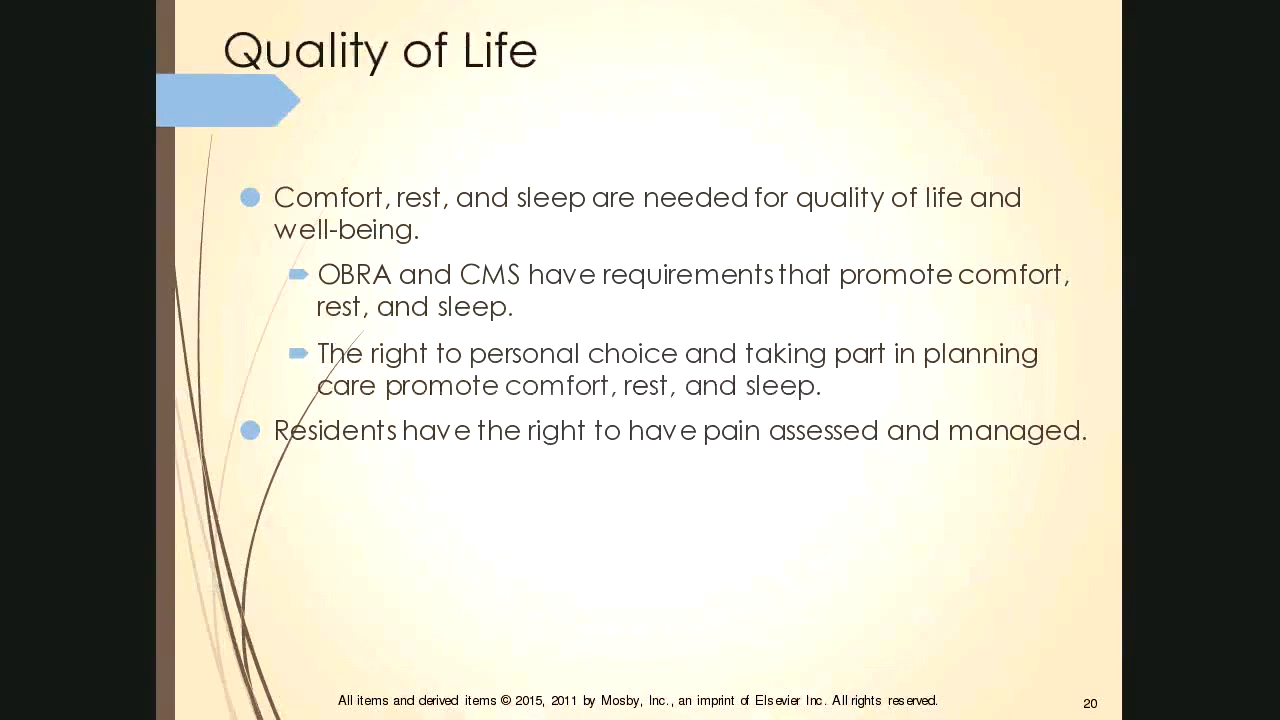 Quality of Life
Comfort, rest, and sleep are needed for quality of life and
well-being.
OBRA and CMS have requirements that promote comfort,
rest, and sleep.
The right to personal choice and taking part in planning
care promote comfort, rest, and sleep.
Residents have the right to have pain assessed and managed.
All items and derived items © 2015, 2011 by Mosby, Inc., an imprint of Elsevier Inc. All rights reserved.
20